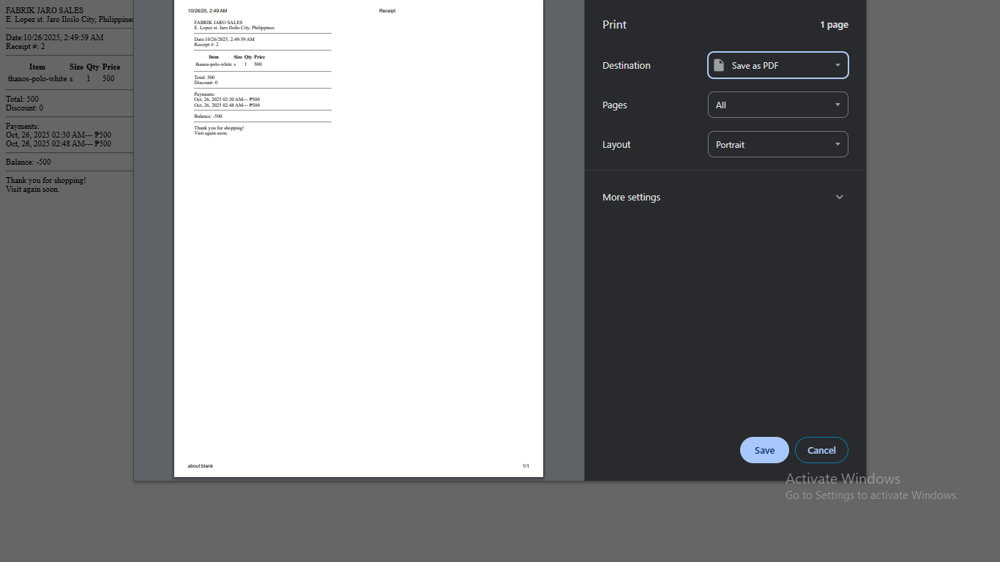 FABRIK JARO SALES
E. Lopez st. Jaro Iloilo City, Philippines
Date:10/26/2025, 2:49:59 AM
Receipt #: 2
Item Size Qty Price
thanos-polo-white s 1 500
Total: 500
Discount: 0
Payments:
Oct, 26, 2025 02:30 AM--- ₱500
Oct, 26, 2025 02:48 AM--- ₱500
Balance: -500
Thank you for shopping!
Visit again soon.
10/26/25, 2:49 AM Receipt
FABRIK JARO SALES
E. Lopez st. Jaro Iloilo City, Philippines
Date:10/26/2025, 2:49:59 AM
Receipt #: 2
Item Size Qty Price
thanos-polo-white s 1 500
Total: 500
Discount: 0
Payments:
Oct, 26, 2025 02:30 AM--- ₱500
Oct, 26, 2025 02:48 AM--- ₱500
Balance: -500
Thank you for shopping!
Visit again soon.
about:blank 1/1
Print 1 page
Destination Save as PDF
Pages All
Layout Portrait
More settings
Save Cancel
Activate Windows
Go to Settings to activate Windows.